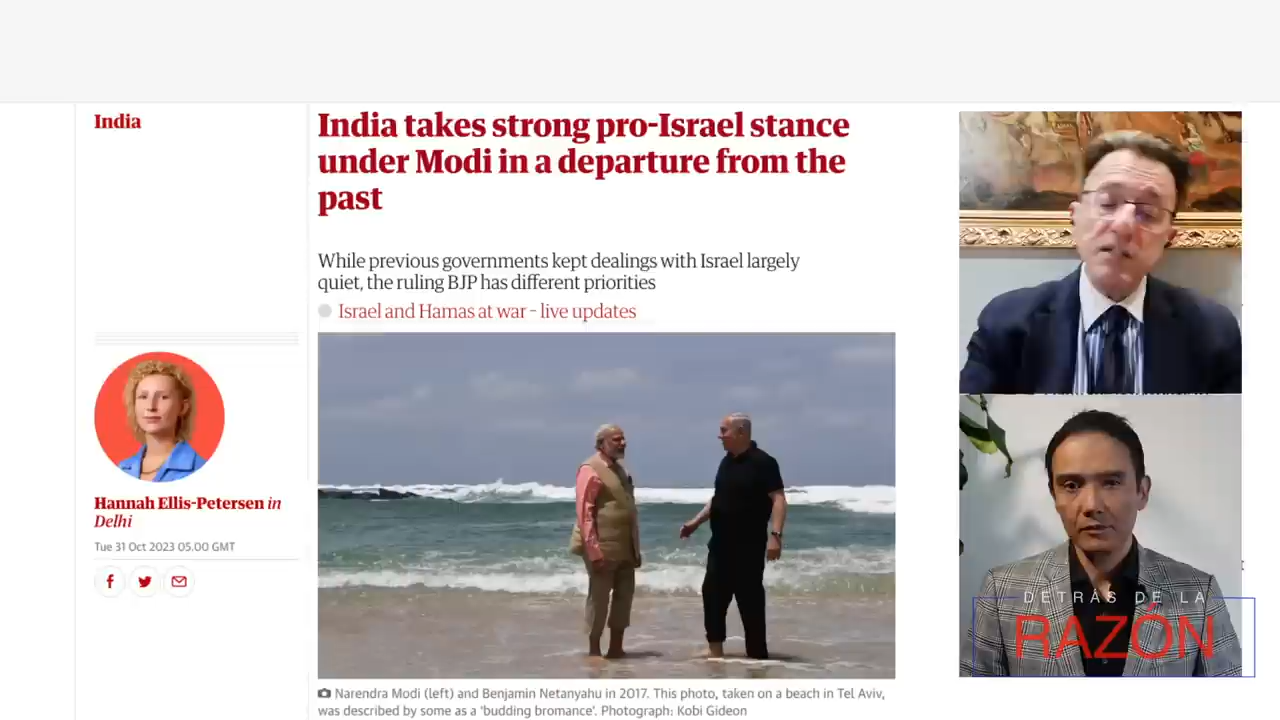 India
India takes strong pro-Israel stance
under Modi in a departure from the
past
While previous governments kept dealings with Israel largely
quiet, the ruling BJP has different priorities
Israel and Hamas at war – live updates
Hannah Ellis-Petersen in
Delhi
Tue 31 Oct 2023 05.00 GMT
Narendra Modi (left) and Benjamin Netanyahu in 2017. This photo, taken on a beach in Tel Aviv,
was described by some as a ‘budding bromance’. Photograph: Kobi Gideon
DETRÁS DE LA
RAZÓN